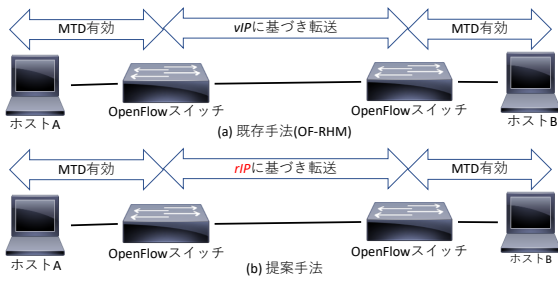 MTD有効 vIPに基づき転送 MTD有効
ホストA OpenFlowスイッチ OpenFlowスイッチ ホストB
(a) 既存手法(OF-RHM)
MTD有効 rIPに基づき転送 MTD有効
ホストA OpenFlowスイッチ OpenFlowスイッチ ホストB
(b) 提案手法